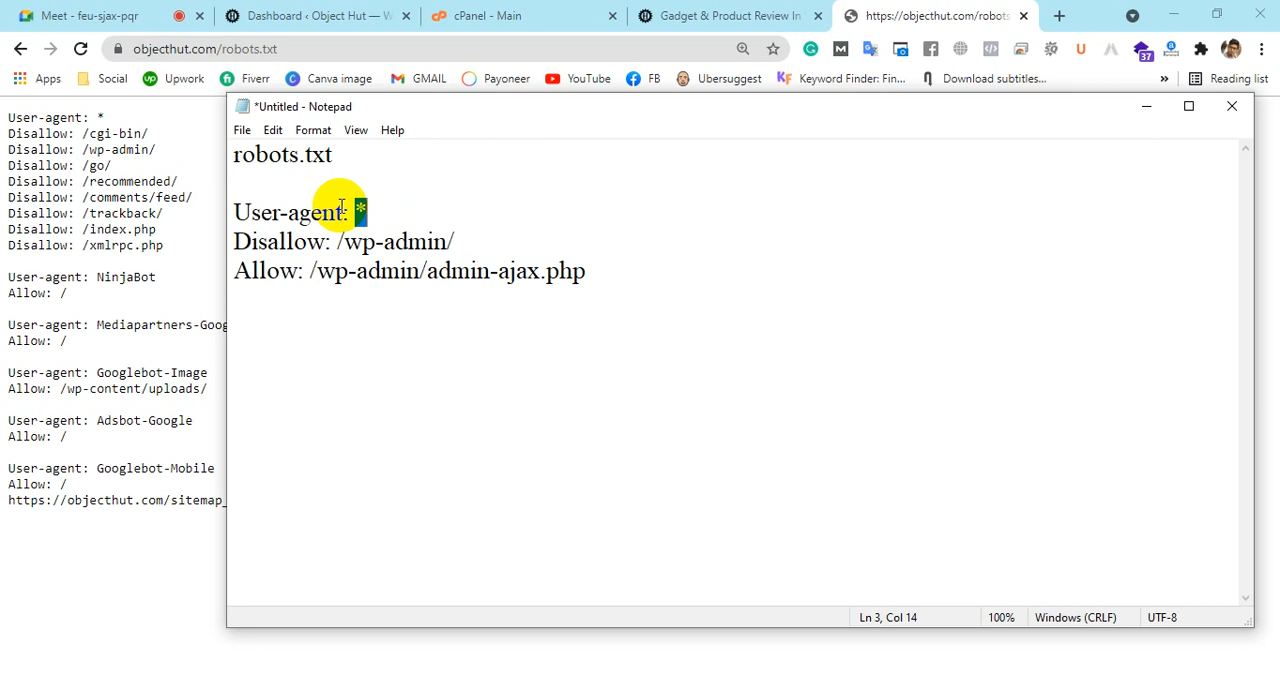 Meet - feu-sjax-pqr
Dashboard ‹ Object Hut — W
cPanel - Main
Gadget & Product Review In
https://objecthut.com/robots
objecthut.com/robots.txt
37
Apps
Social
Upwork
Fiverr
Canva image
GMAIL
Payoneer
YouTube
FB
Ubersuggest
Keyword Finder: Fin...
Download subtitles...
»
Reading list
*Untitled - Notepad
File Edit Format View Help
robots.txt
User-agent: *
Disallow: /wp-admin/
Allow: /wp-admin/admin-ajax.php
Ln 3, Col 14
100%
Windows (CRLF)
UTF-8
User-agent: *
Disallow: /cgi-bin/
Disallow: /wp-admin/
Disallow: /go/
Disallow: /recommended/
Disallow: /comments/feed/
Disallow: /trackback/
Disallow: /index.php
Disallow: /xmlrpc.php
User-agent: NinjaBot
Allow: /
User-agent: Mediapartners-Goog
Allow: /
User-agent: Googlebot-Image
Allow: /wp-content/uploads/
User-agent: Adsbot-Google
Allow: /
User-agent: Googlebot-Mobile
Allow: /
https://objecthut.com/sitemap_